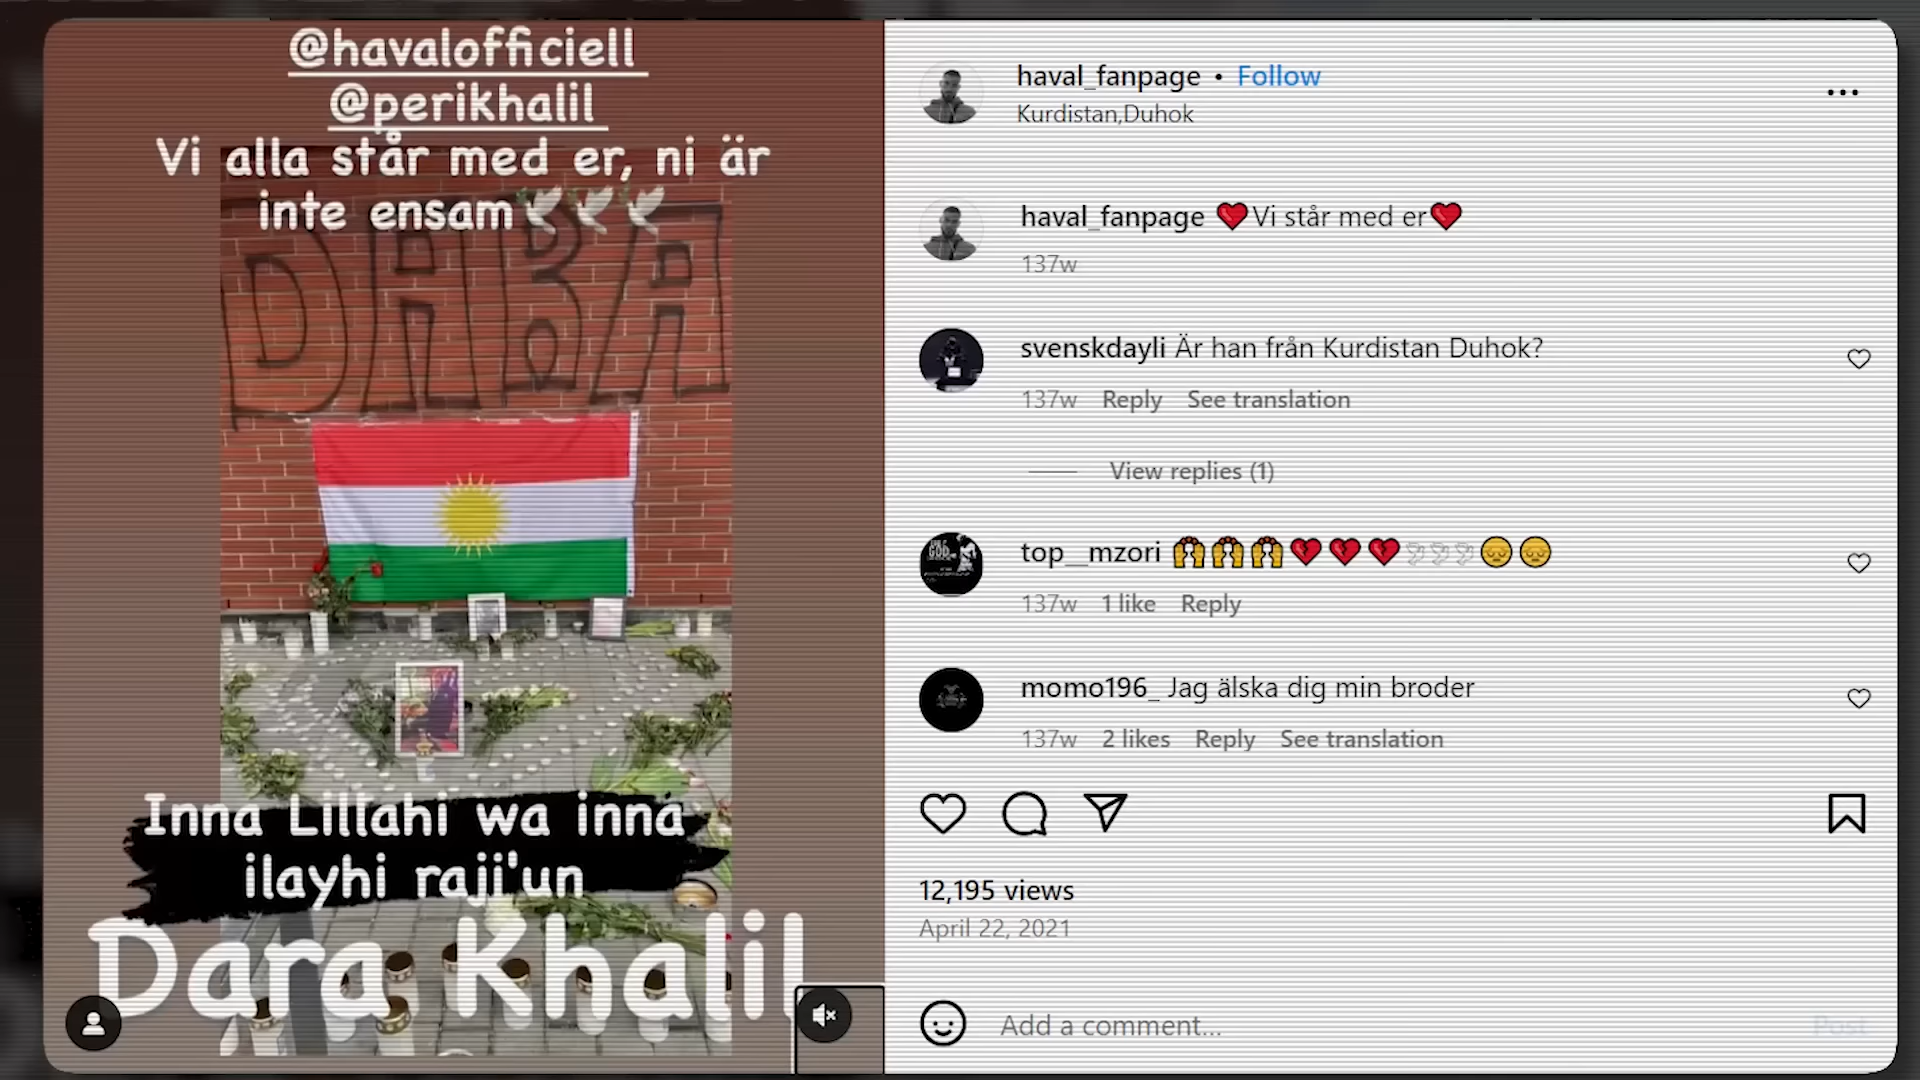 @havalofficiell
@perikhalil
Vi alla står med er, ni är
inte ensam
DABA
Inna Lillahi wa inna
ilayhi raji'un
Dara Khalil
haval_fanpage • Follow
Kurdistan,Duhok
haval_fanpage ❤️Vi står med er❤️
137w
svenskdayli Är han från Kurdistan Duhok?
137w Reply See translation
View replies (1)
top__mzori
137w 1 like Reply
momo196_ Jag älska dig min broder
137w 2 likes Reply See translation
12,195 views
April 22, 2021
Add a comment...
Post